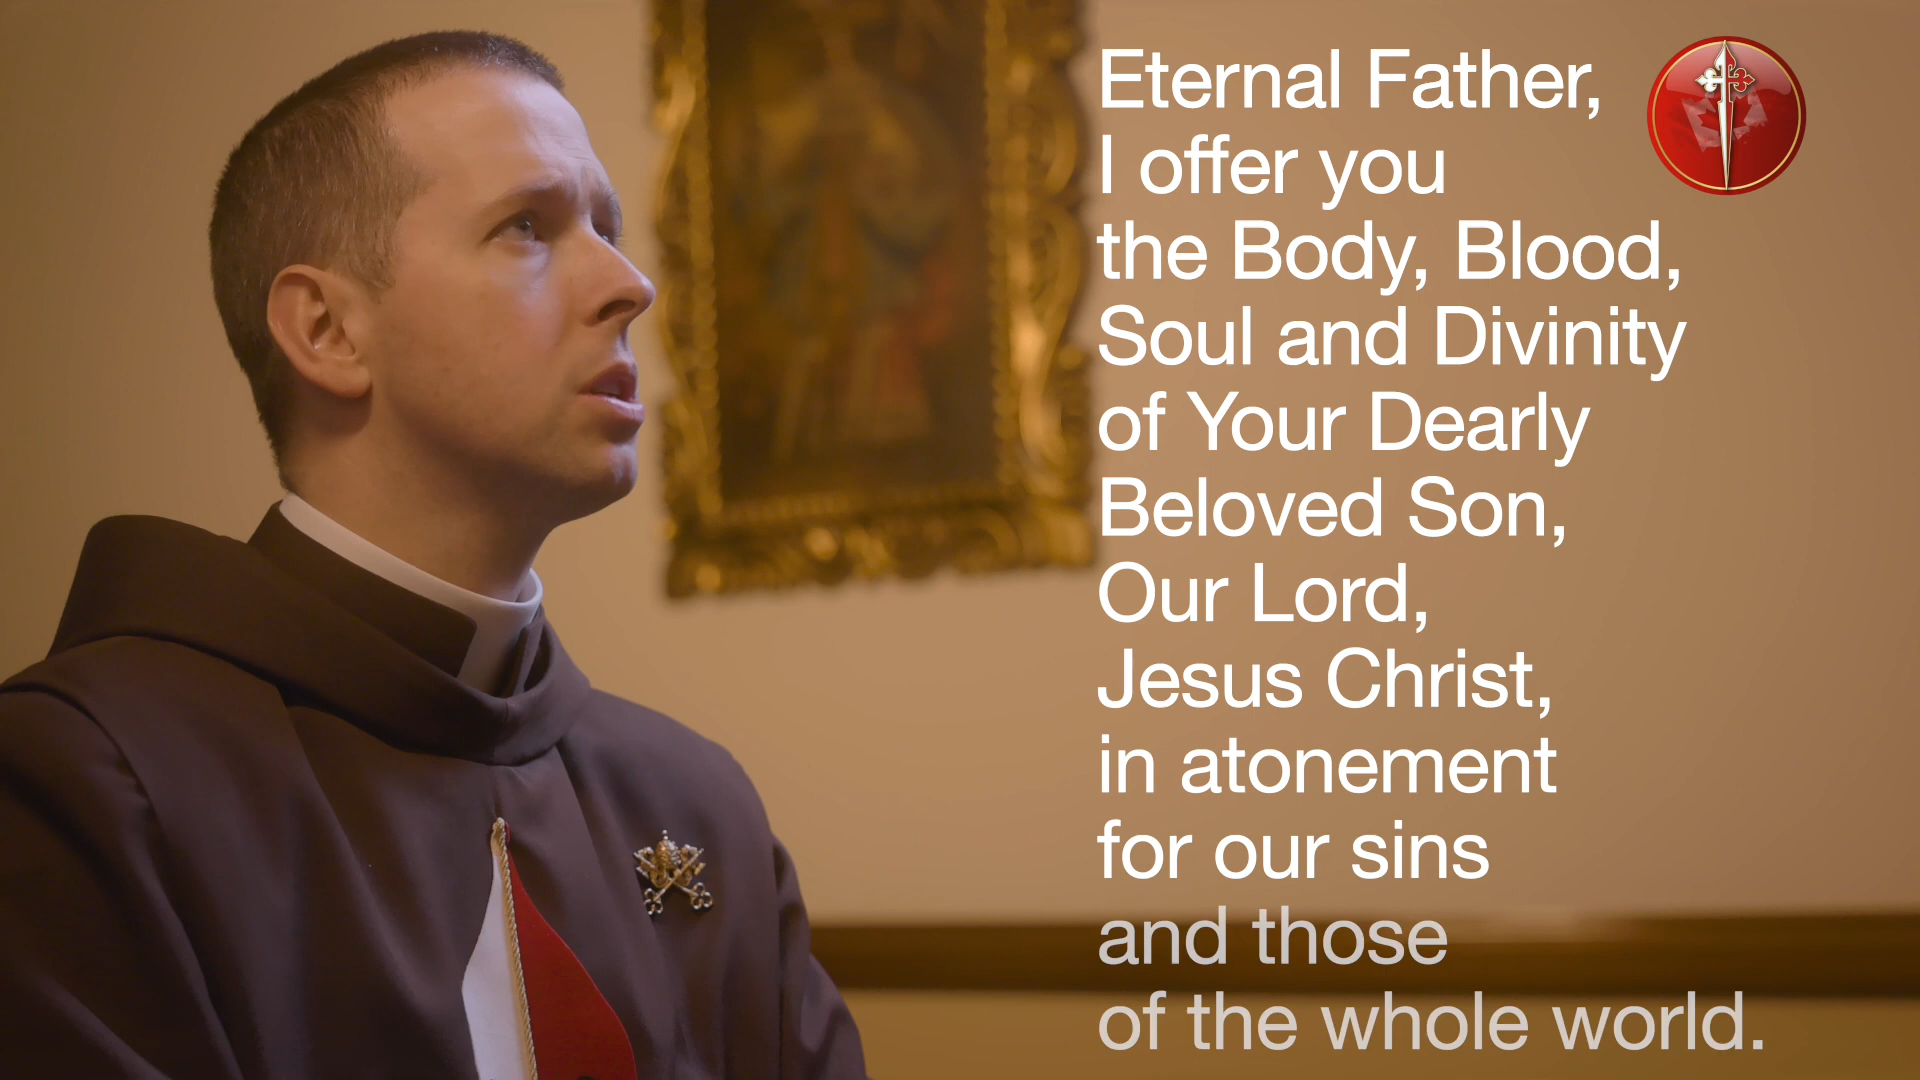 Eternal Father,
I offer you
the Body, Blood,
Soul and Divinity
of Your Dearly
Beloved Son,
Our Lord,
Jesus Christ,
in atonement
for our sins
and those
of the whole world.